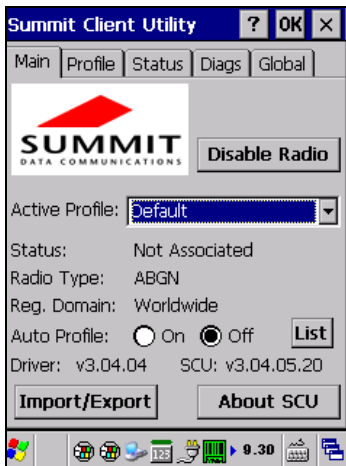 Summit Client Utility ? OK ×
Main Profile Status Diags Global
SUMMIT
DATA COMMUNICATIONS
Disable Radio
Active Profile: Default
Status: Not Associated
Radio Type: ABGN
Reg. Domain: Worldwide
Auto Profile: On Off List
Driver: v3.04.04 SCU: v3.04.05.20
Import/Export About SCU
123 9.30